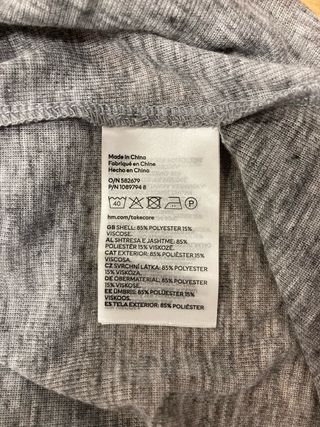 Made in China
Fabriqué en Chine
Hecho en China
O/N 582679
P/N 1089794 8
40
P
hm.com/takecare
GB SHELL: 85% POLYESTER 15%
VISCOSE.
AL SHTRESA E JASHTME: 85%
POLIESTËR 15% VISKOZË.
CAT EXTERIOR: 85% POLIÈSTER 15%
VISCOSA.
CZ SVRCHNÍ LÁTKA: 85% POLYESTER
15% VISKÓZA.
DE OBERMATERIAL: 85% POLYESTER
15% VISKOSE.
EE ÜMBRIS: 85% POLÜESTER 15%
VISKOOS.
ES TELA EXTERIOR: 85% POLIÉSTER